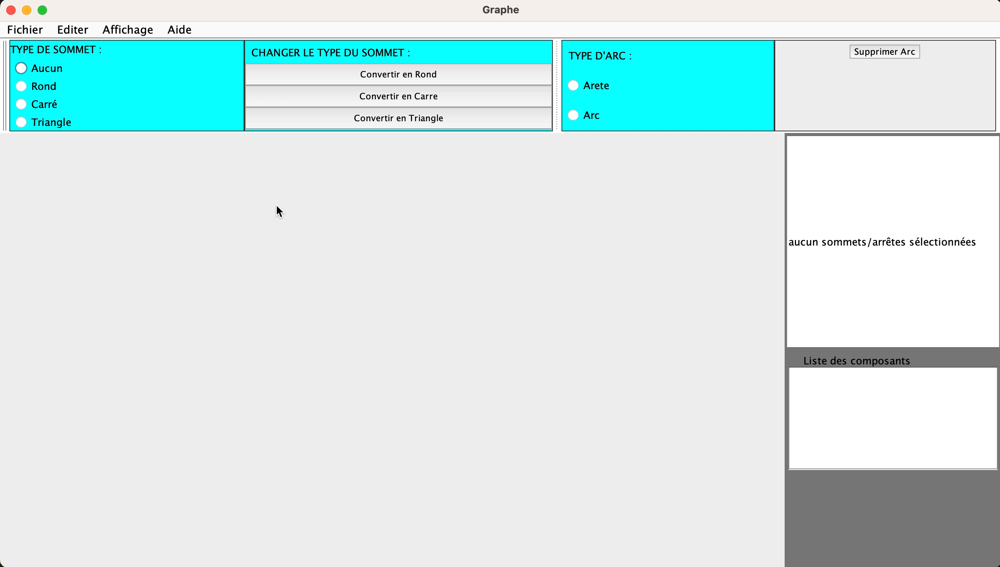 Graphe
Fichier Editer Affichage Aide
TYPE DE SOMMET :
Aucun
Rond
Carré
Triangle
CHANGER LE TYPE DU SOMMET :
Convertir en Rond
Convertir en Carre
Convertir en Triangle
TYPE D'ARC :
Arete
Arc
Supprimer Arc
aucun sommets/arrêtes sélectionnées
Liste des composants